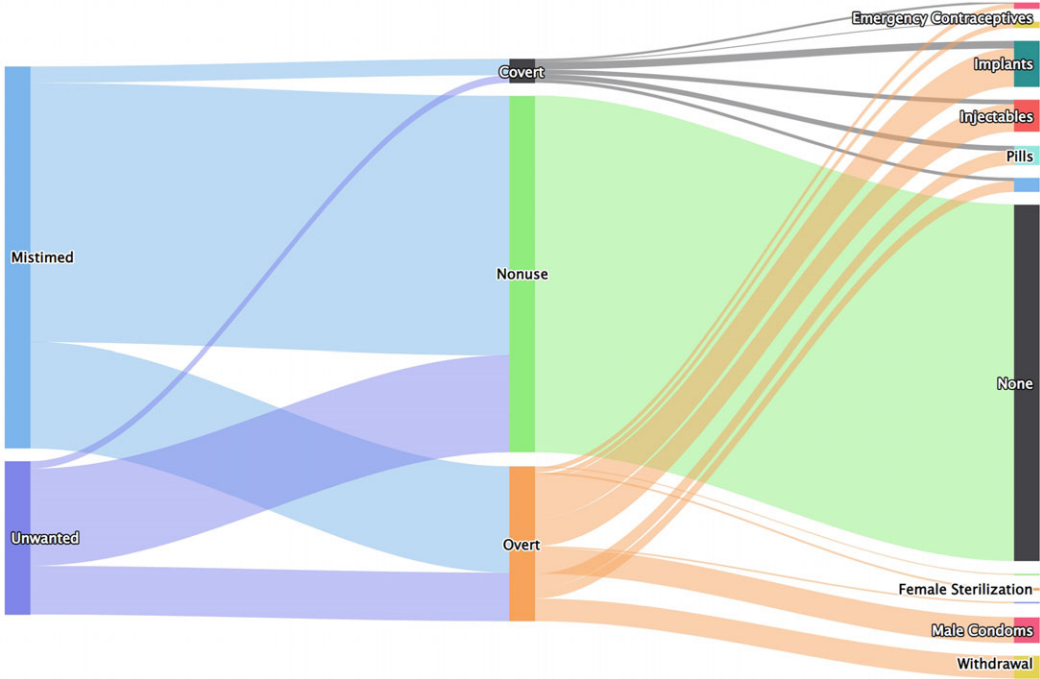 Mistimed
Unwanted
Covert
Nonuse
Overt
Emergency Contraceptives
Implants
Injectables
Pills
None
Female Sterilization
Male Condoms
Withdrawal